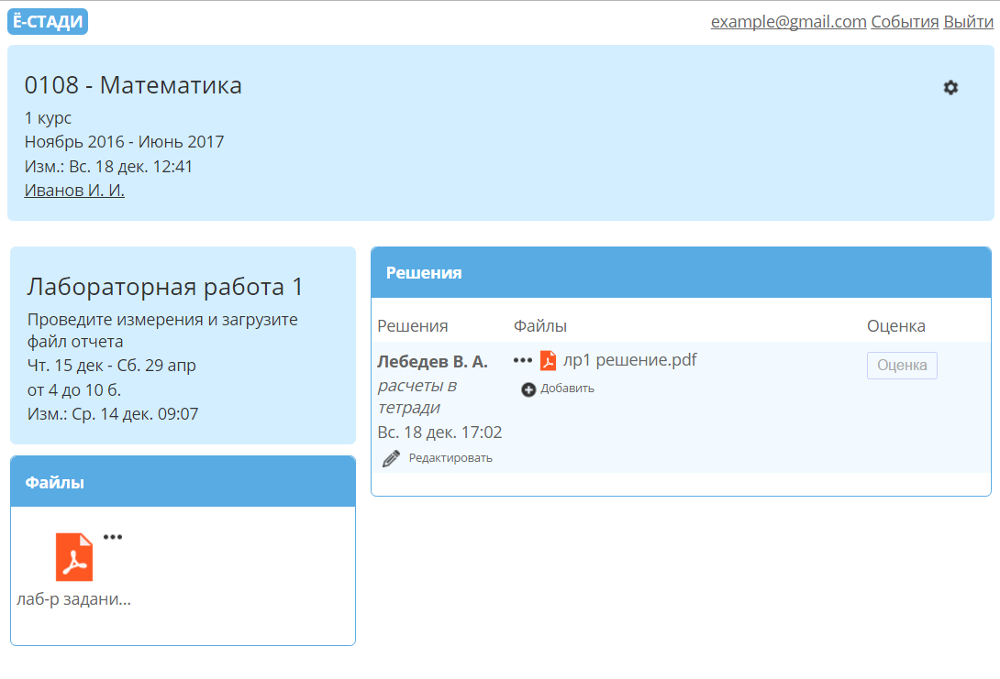 Ё-СТАДИ
example@gmail.com События Выйти
0108 - Математика
1 курс
Ноябрь 2016 - Июнь 2017
Изм.: Вс. 18 дек. 12:41
Иванов И. И.
Лабораторная работа 1
Проведите измерения и загрузите
файл отчета
Чт. 15 дек - Сб. 29 апр
от 4 до 10 б.
Изм.: Ср. 14 дек. 09:07
Файлы
лаб-р задани...
Решения
Решения Файлы Оценка
Лебедев В. А. лр1 решение.pdf Оценка
расчеты в Добавить
тетради
Вс. 18 дек. 17:02
Редактировать